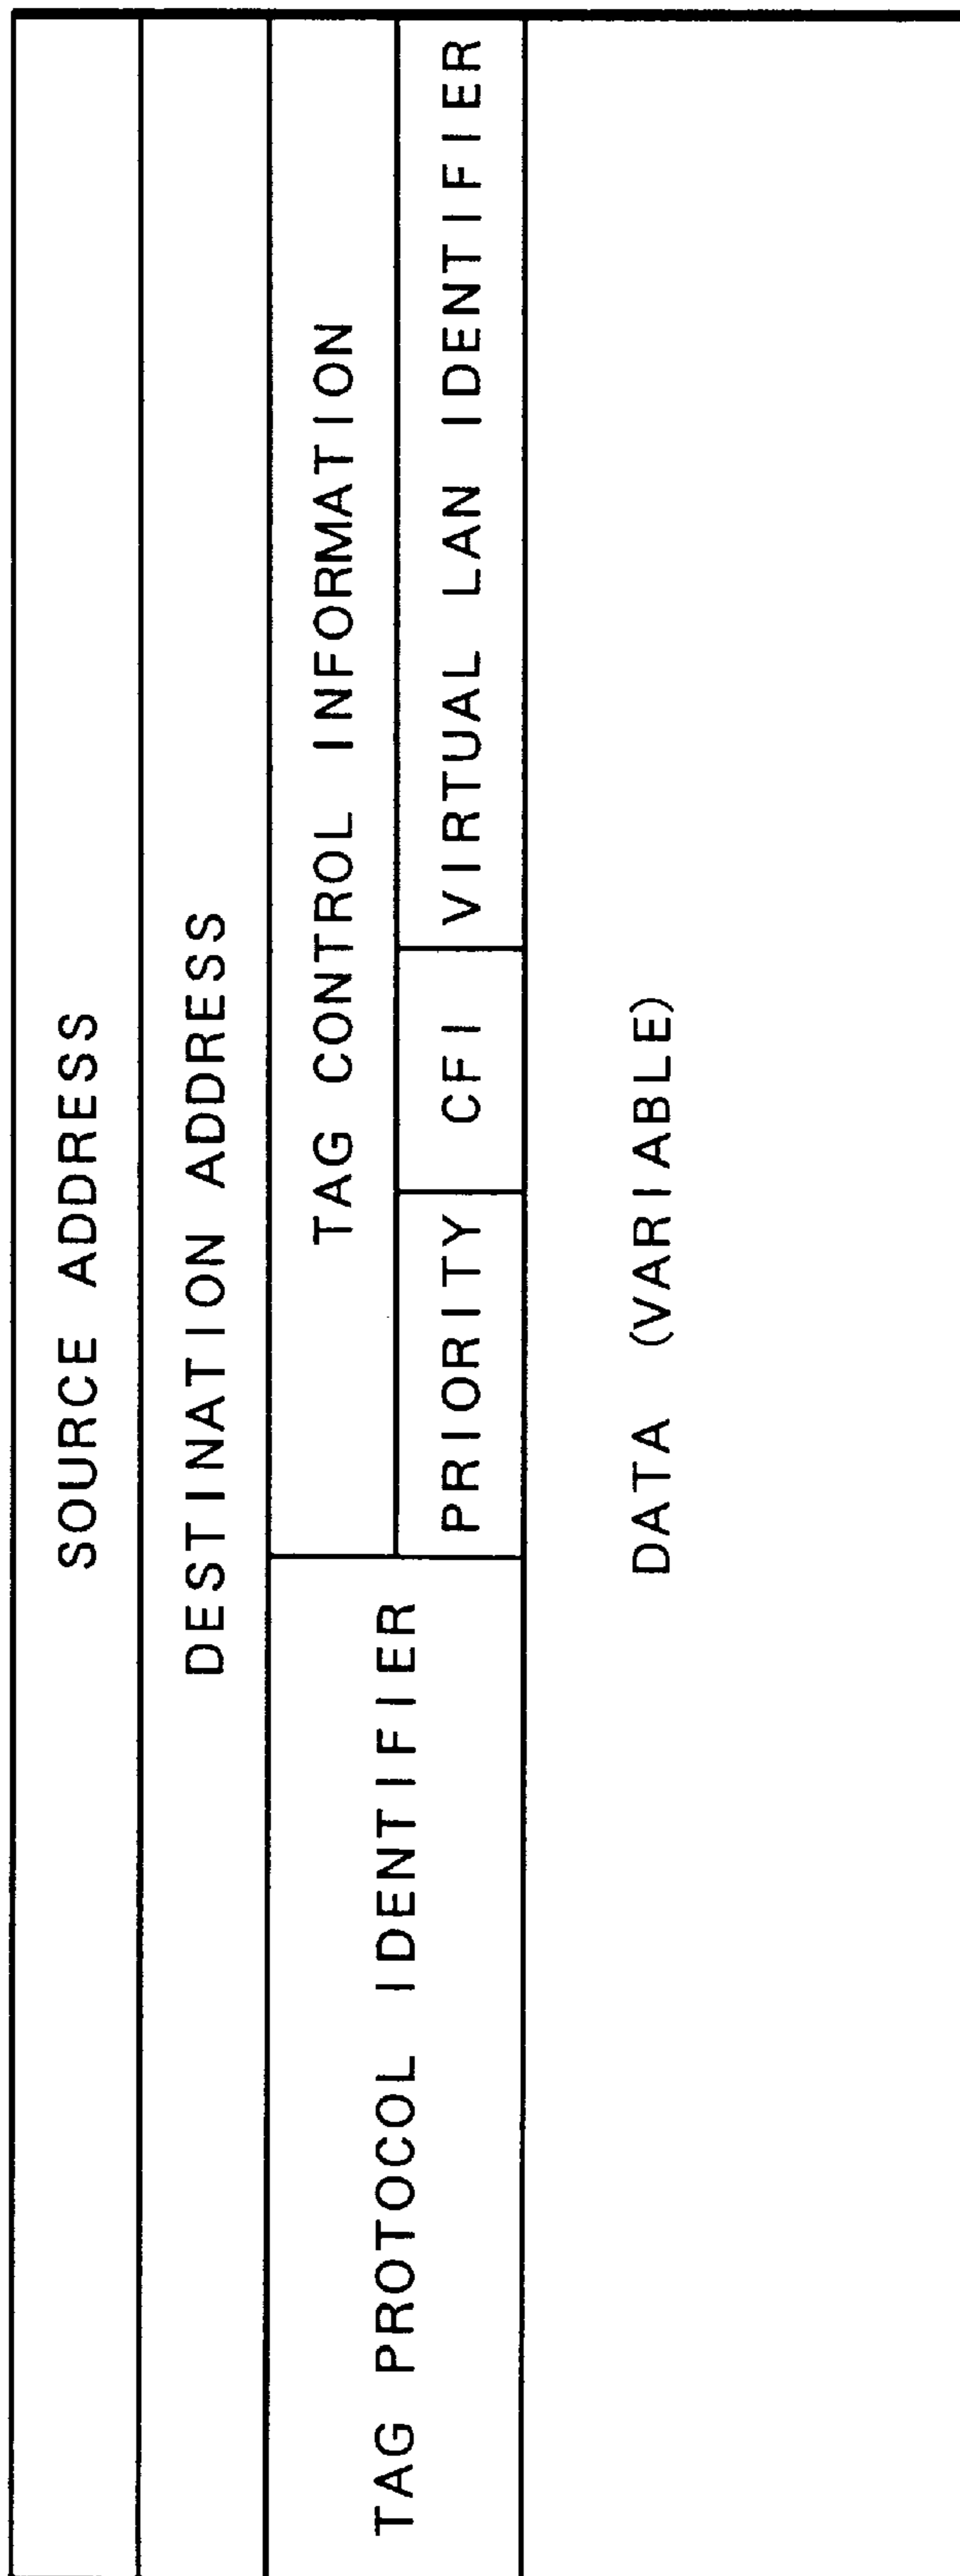 SOURCE ADDRESS
DESTINATION ADDRESS
TAG PROTOCOL IDENTIFIER
TAG CONTROL INFORMATION
PRIORITY
CFI
VIRTUAL LAN IDENTIFIER
DATA (VARIABLE)